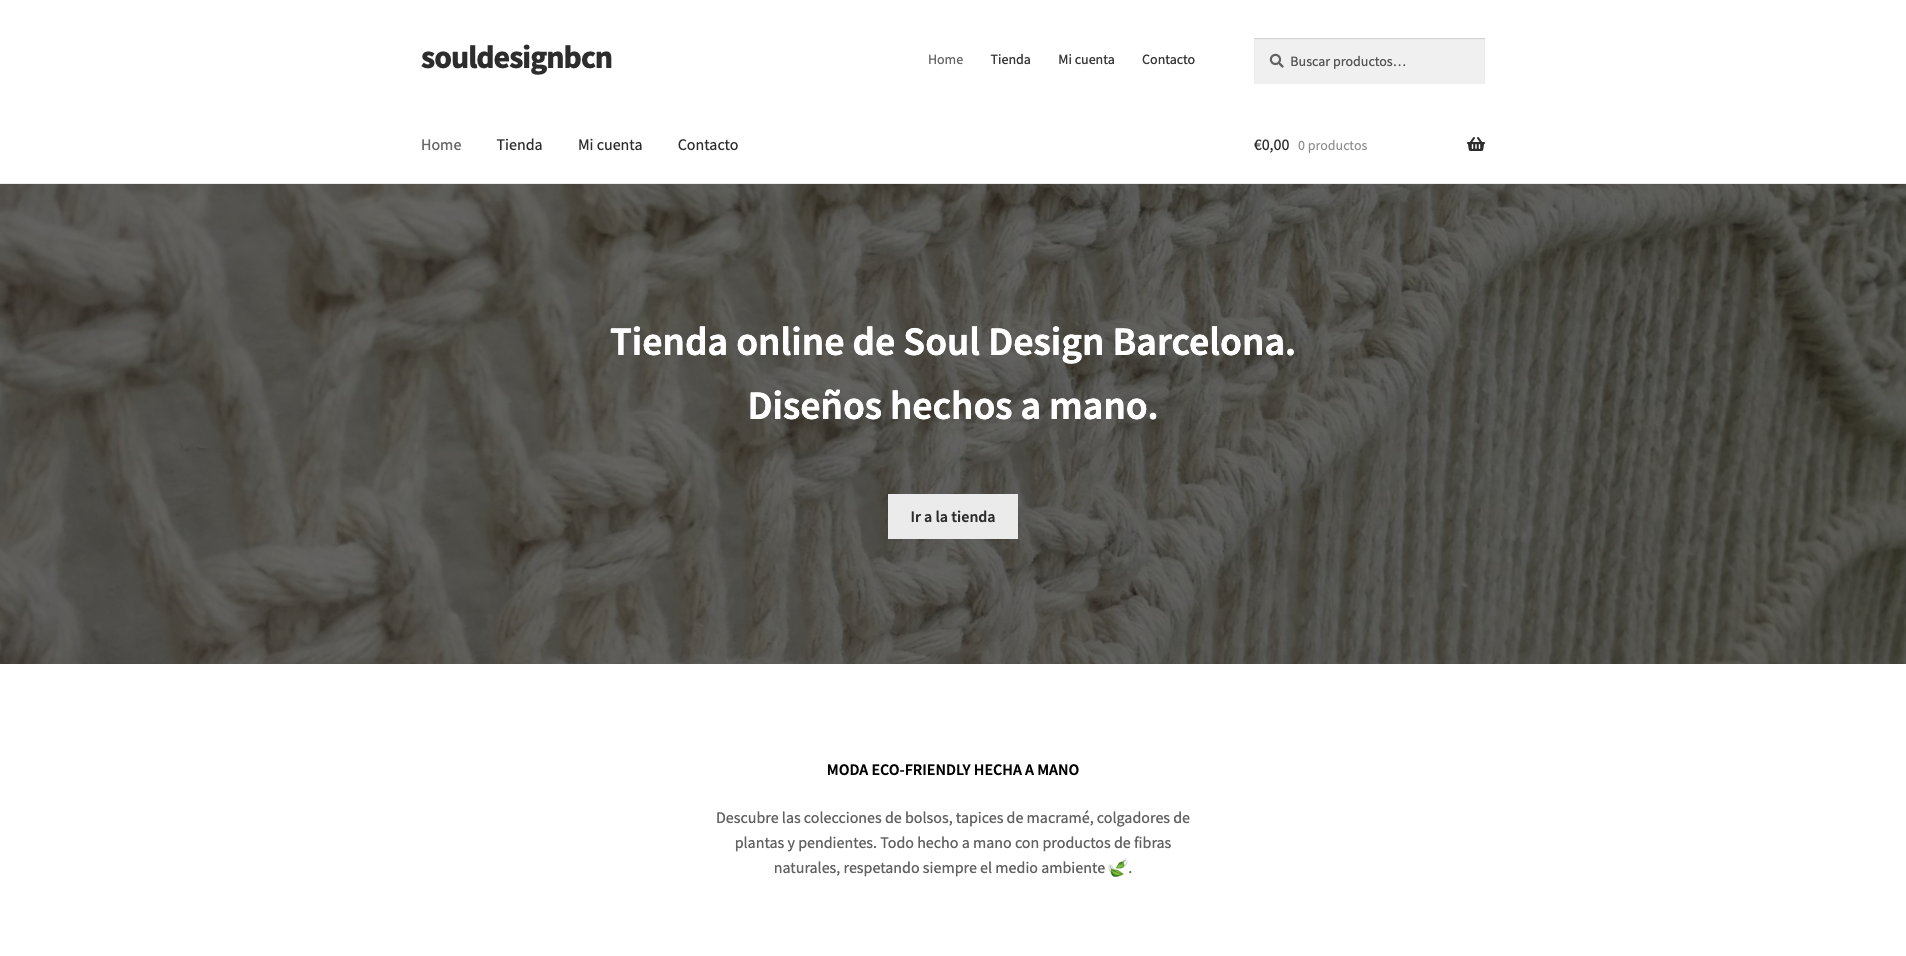 souldesignbcn
Home Tienda Mi cuenta Contacto
Buscar productos…
Home Tienda Mi cuenta Contacto
€0,00 0 productos
Tienda online de Soul Design Barcelona.
Diseños hechos a mano.
Ir a la tienda
MODA ECO-FRIENDLY HECHA A MANO
Descubre las colecciones de bolsos, tapices de macramé, colgadores de
plantas y pendientes. Todo hecho a mano con productos de fibras
naturales, respetando siempre el medio ambiente 🍃.